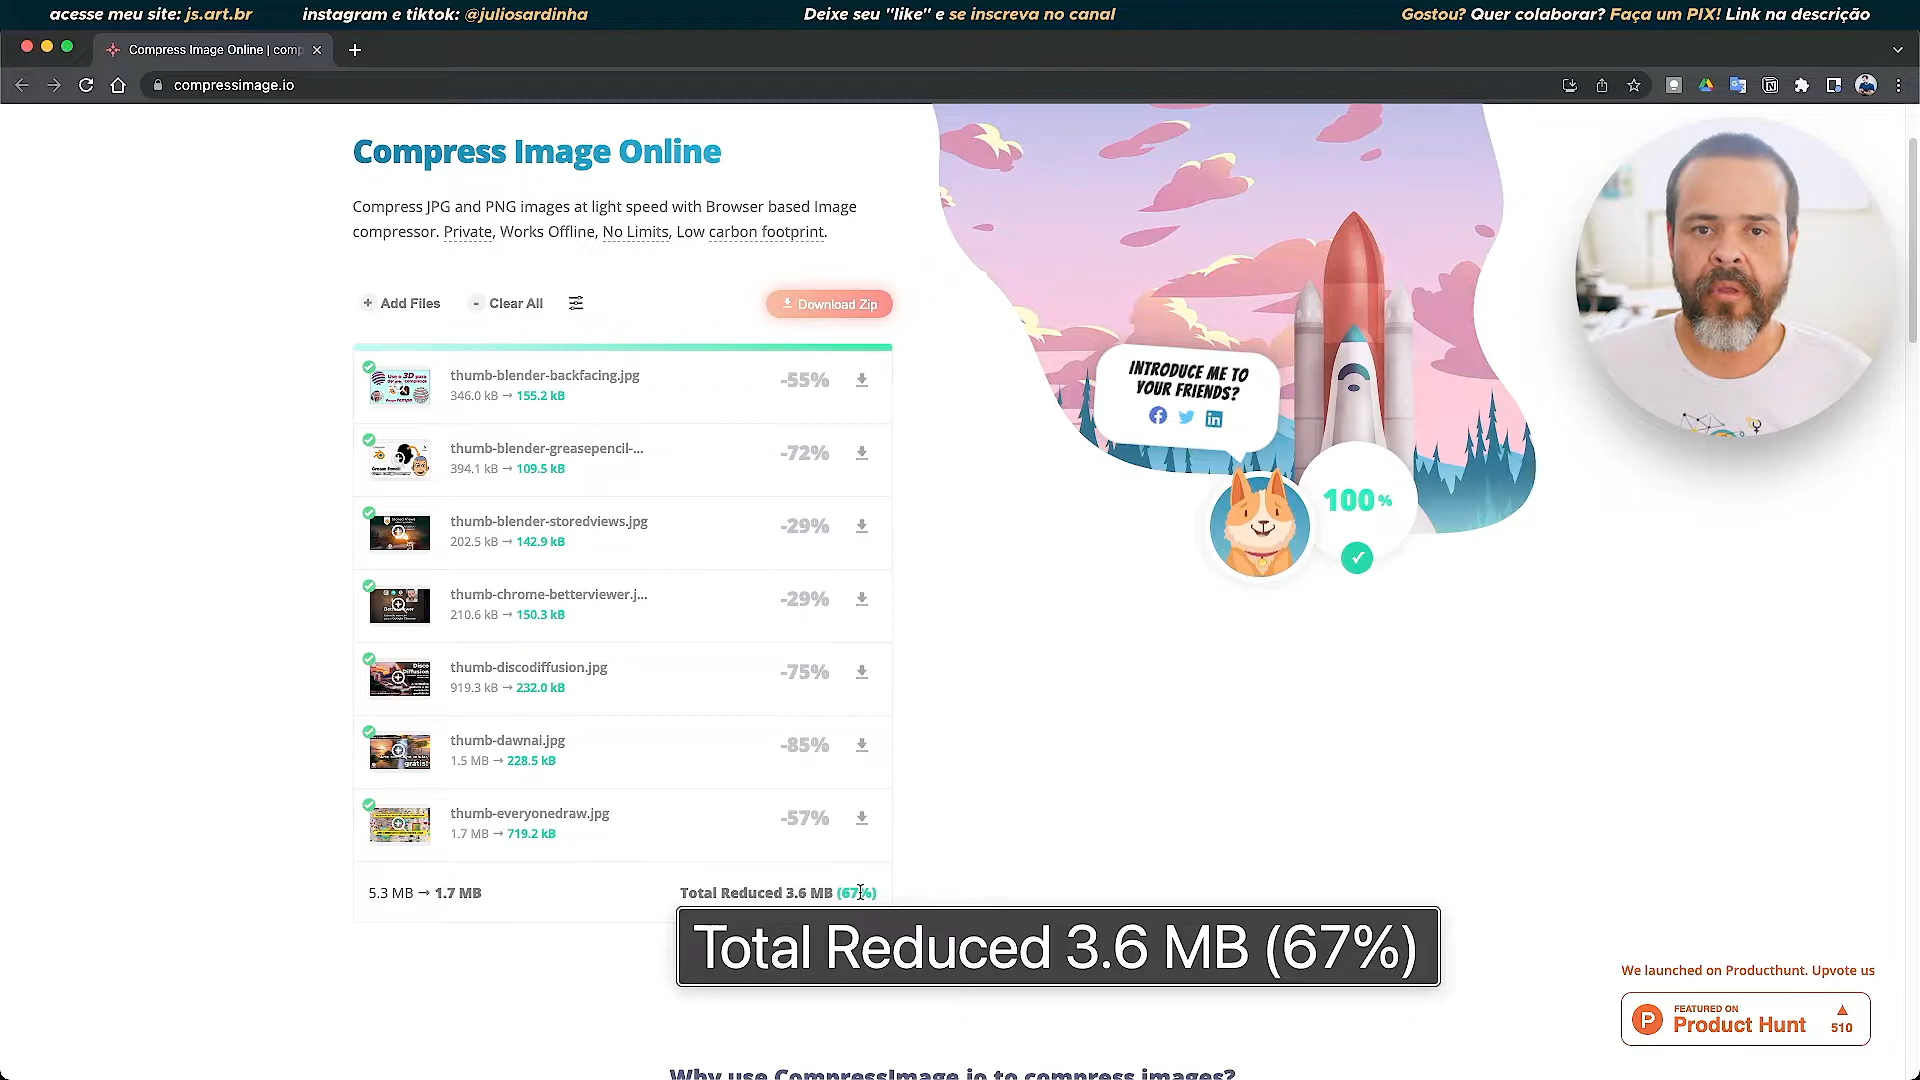 acesse meu site: js.art.br
instagram e tiktok: @juliosardinha
Deixe seu "like" e se inscreva no canal
Gostou? Quer colaborar? Faça um PIX! Link na descrição
Compress Image Online | comp
compressimage.io
Compress Image Online
Compress JPG and PNG images at light speed with Browser based Image
compressor. Private, Works Offline, No Limits, Low carbon footprint.
+ Add Files
- Clear All
Download Zip
thumb-blender-backfacing.jpg
346.0 kB → 155.2 kB
-55%
thumb-blender-greasepencil-...
394.1 kB → 109.5 kB
-72%
thumb-blender-storedviews.jpg
202.5 kB → 142.9 kB
-29%
thumb-chrome-betterviewer.j...
210.6 kB → 150.3 kB
-29%
thumb-discodiffusion.jpg
919.3 kB → 232.0 kB
-75%
thumb-dawnai.jpg
1.5 MB → 228.5 kB
-85%
thumb-everyonedraw.jpg
1.7 MB → 719.2 kB
-57%
5.3 MB → 1.7 MB
Total Reduced 3.6 MB (67%)
Total Reduced 3.6 MB (67%)
INTRODUCE ME TO
YOUR FRIENDS?
100%
We launched on Producthunt. Upvote us
FEATURED ON
Product Hunt
510
Why use CompressImage.io to compress images?